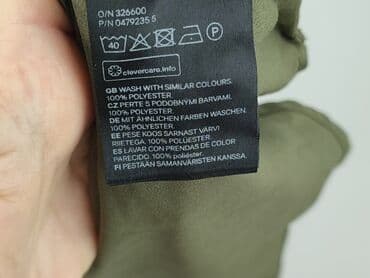 O/N 326600
P/N 0479235 5
40 P
clevercare.info
GB WASH WITH SIMILAR COLOURS.
100% POLYESTER.
CZ PERTE S PODOBNÝMI BARVAMI.
100% POLYESTER.
DE MIT ÄHNLICHEN FARBEN WASCHEN.
100% POLYESTER.
EE PESE KOOS SARNAST VÄRVI
RIIETEGA. 100% POLÜESTER.
ES LAVAR CON PRENDAS DE COLOR
PARECIDO. 100% poliéster.
FI PESTÄÄN SAMANVÄRISTEN KANSSA.